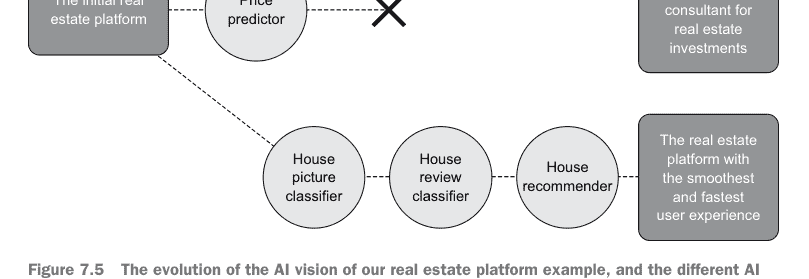 The initial real
estate platform
Price
predictor
consultant for
real estate
investments
House
picture
classifier
House
review
classifier
House
recommender
The real estate
platform with
the smoothest
and fastest
user experience
Figure 7.5 The evolution of the AI vision of our real estate platform example, and the different AI